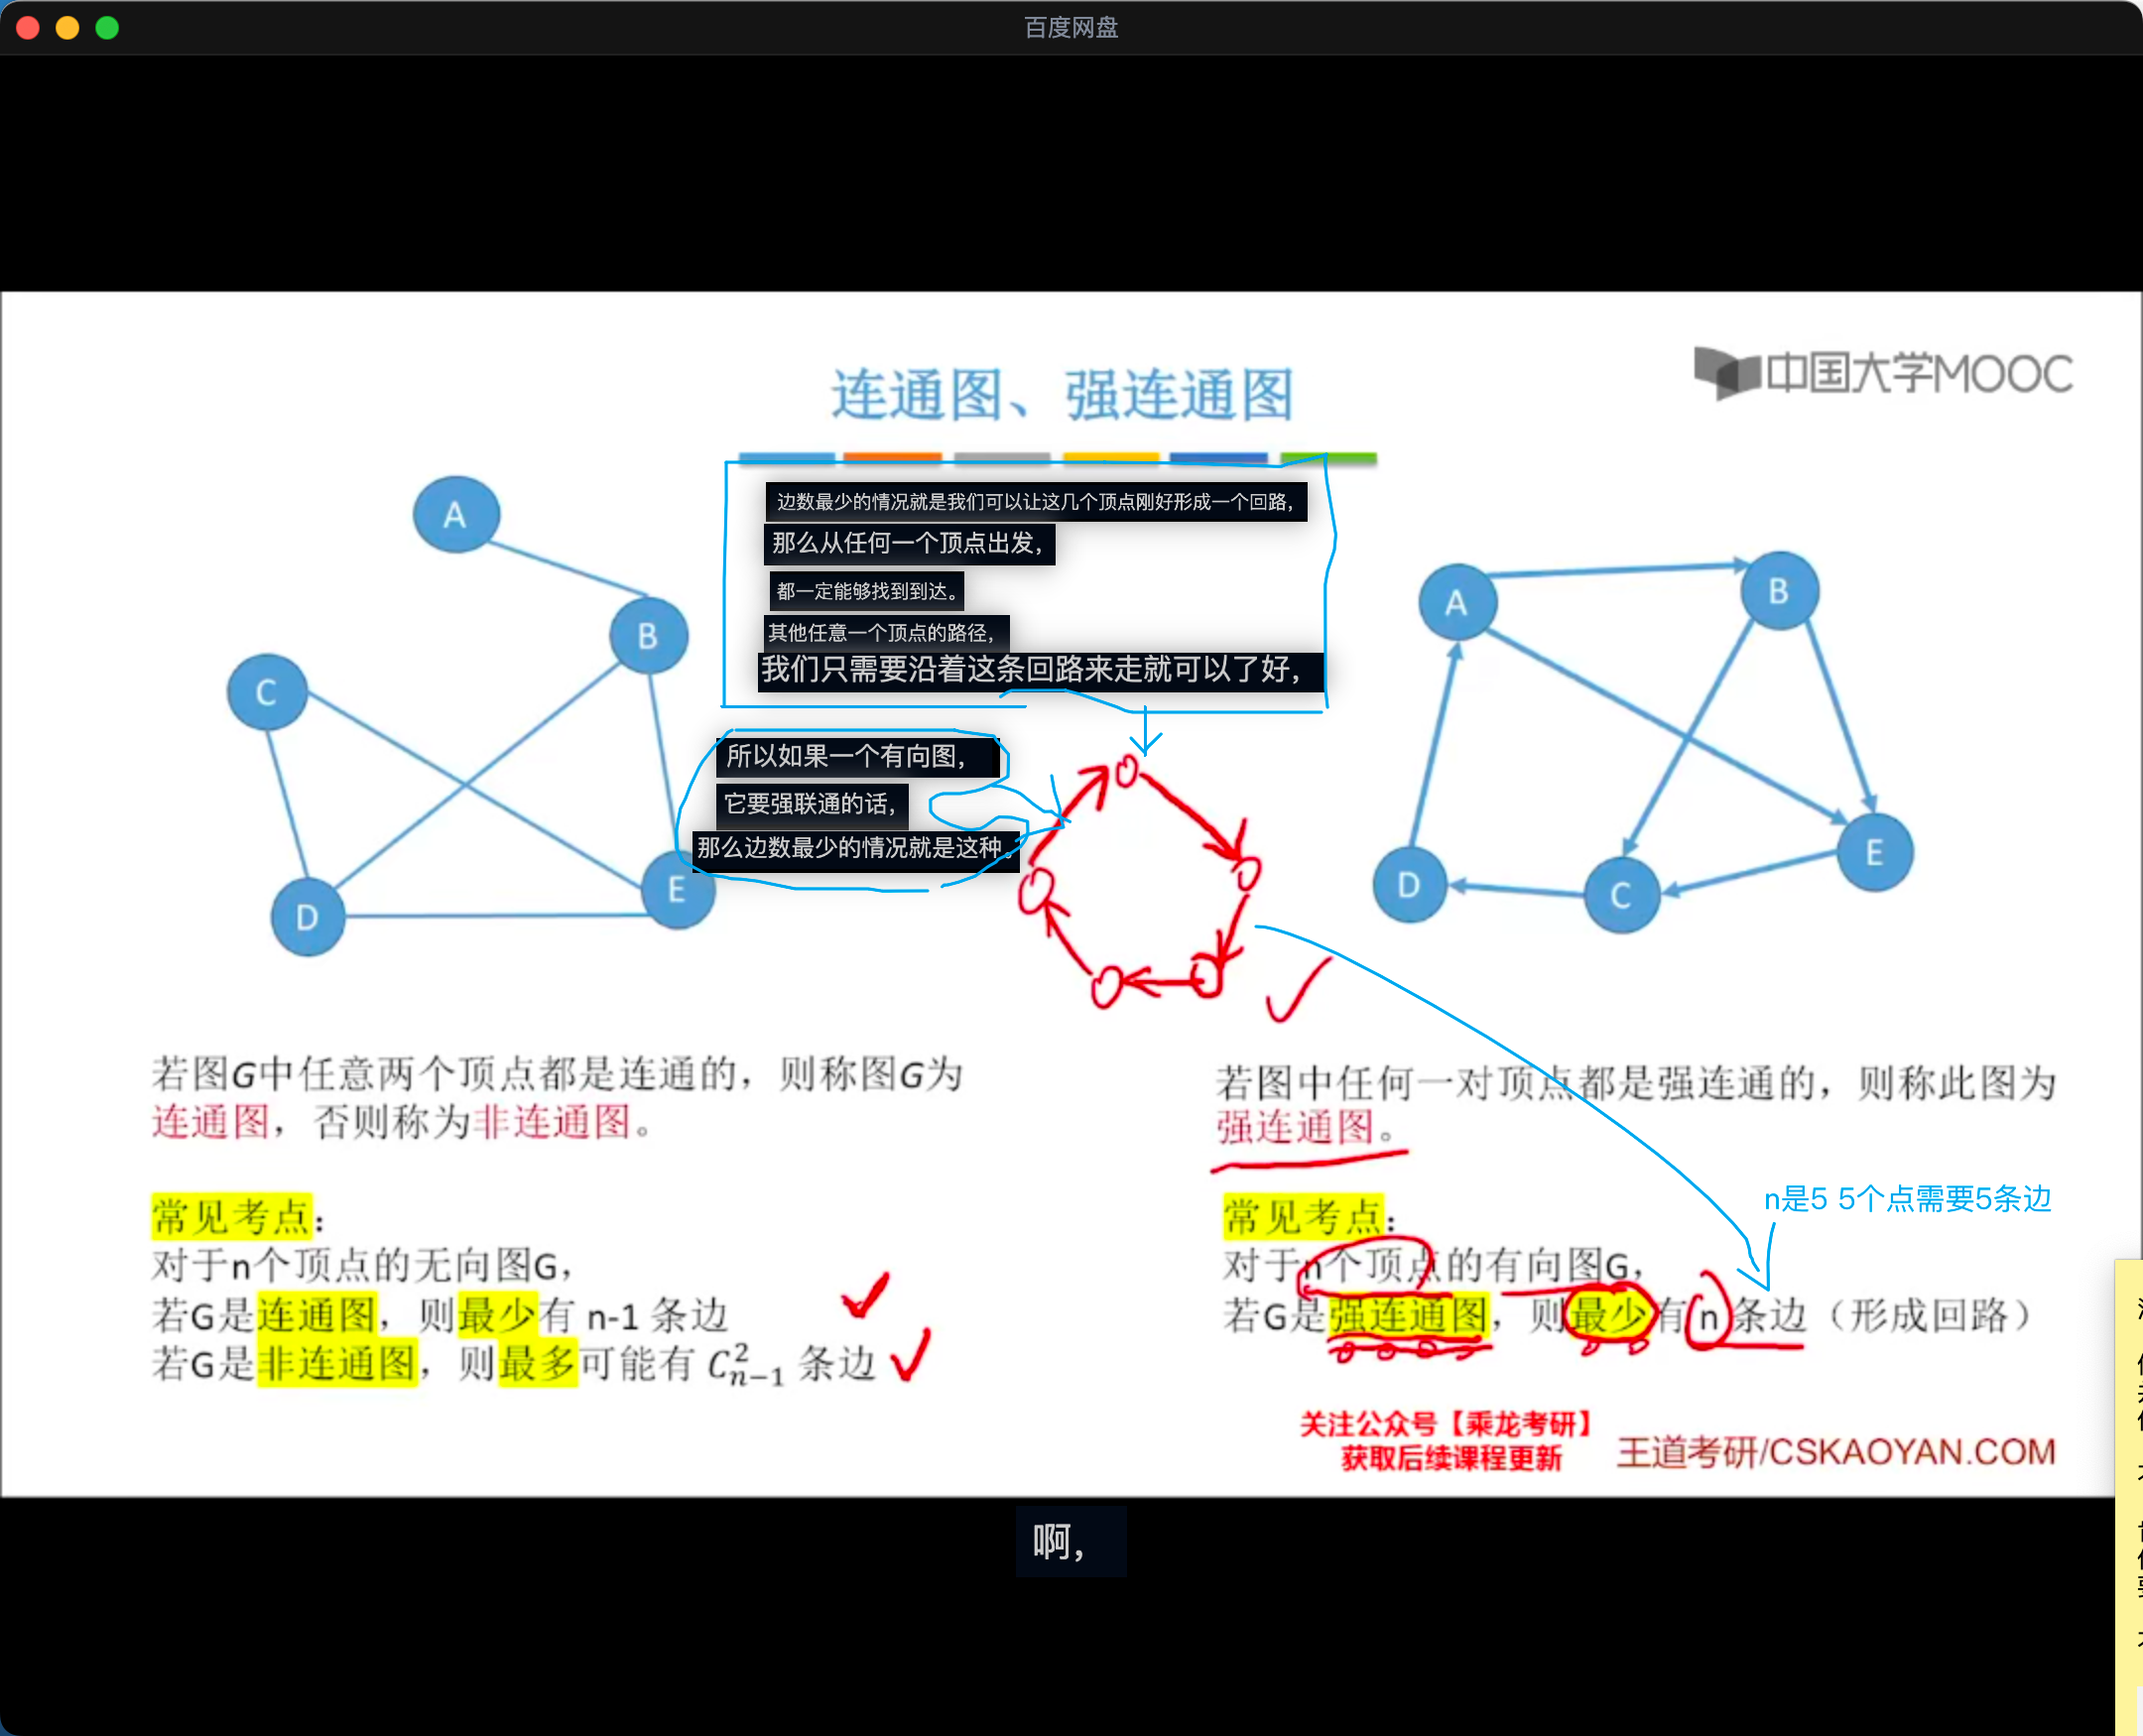 百度网盘
连通图、强连通图
中国大学MOOC
边数最少的情况就是我们可以让这几个顶点刚好形成一个回路，
那么从任何一个顶点出发，
都一定能够找到到达。
其他任意一个顶点的路径，
我们只需要沿着这条回路来走就可以了好，
所以如果一个有向图，
它要强联通的话，
那么边数最少的情况就是这种。
A
B
C
D
E
A
B
E
D
C
若图G中任意两个顶点都是连通的，则称图G为
连通图，否则称为非连通图。
常见考点：
对于n个顶点的无向图G，
若G是连通图，则最少有 n-1 条边
若G是非连通图，则最多可能有 $C_{n-1}^{2}$ 条边
若图中任何一对顶点都是强连通的，则称此图为
强连通图。
n是5 5个点需要5条边
常见考点：
对于n个顶点的有向图G，
若G是强连通图，则最少有 n 条边（形成回路）
关注公众号【乘龙考研】
获取后续课程更新
王道考研/CSKAOYAN.COM
啊，